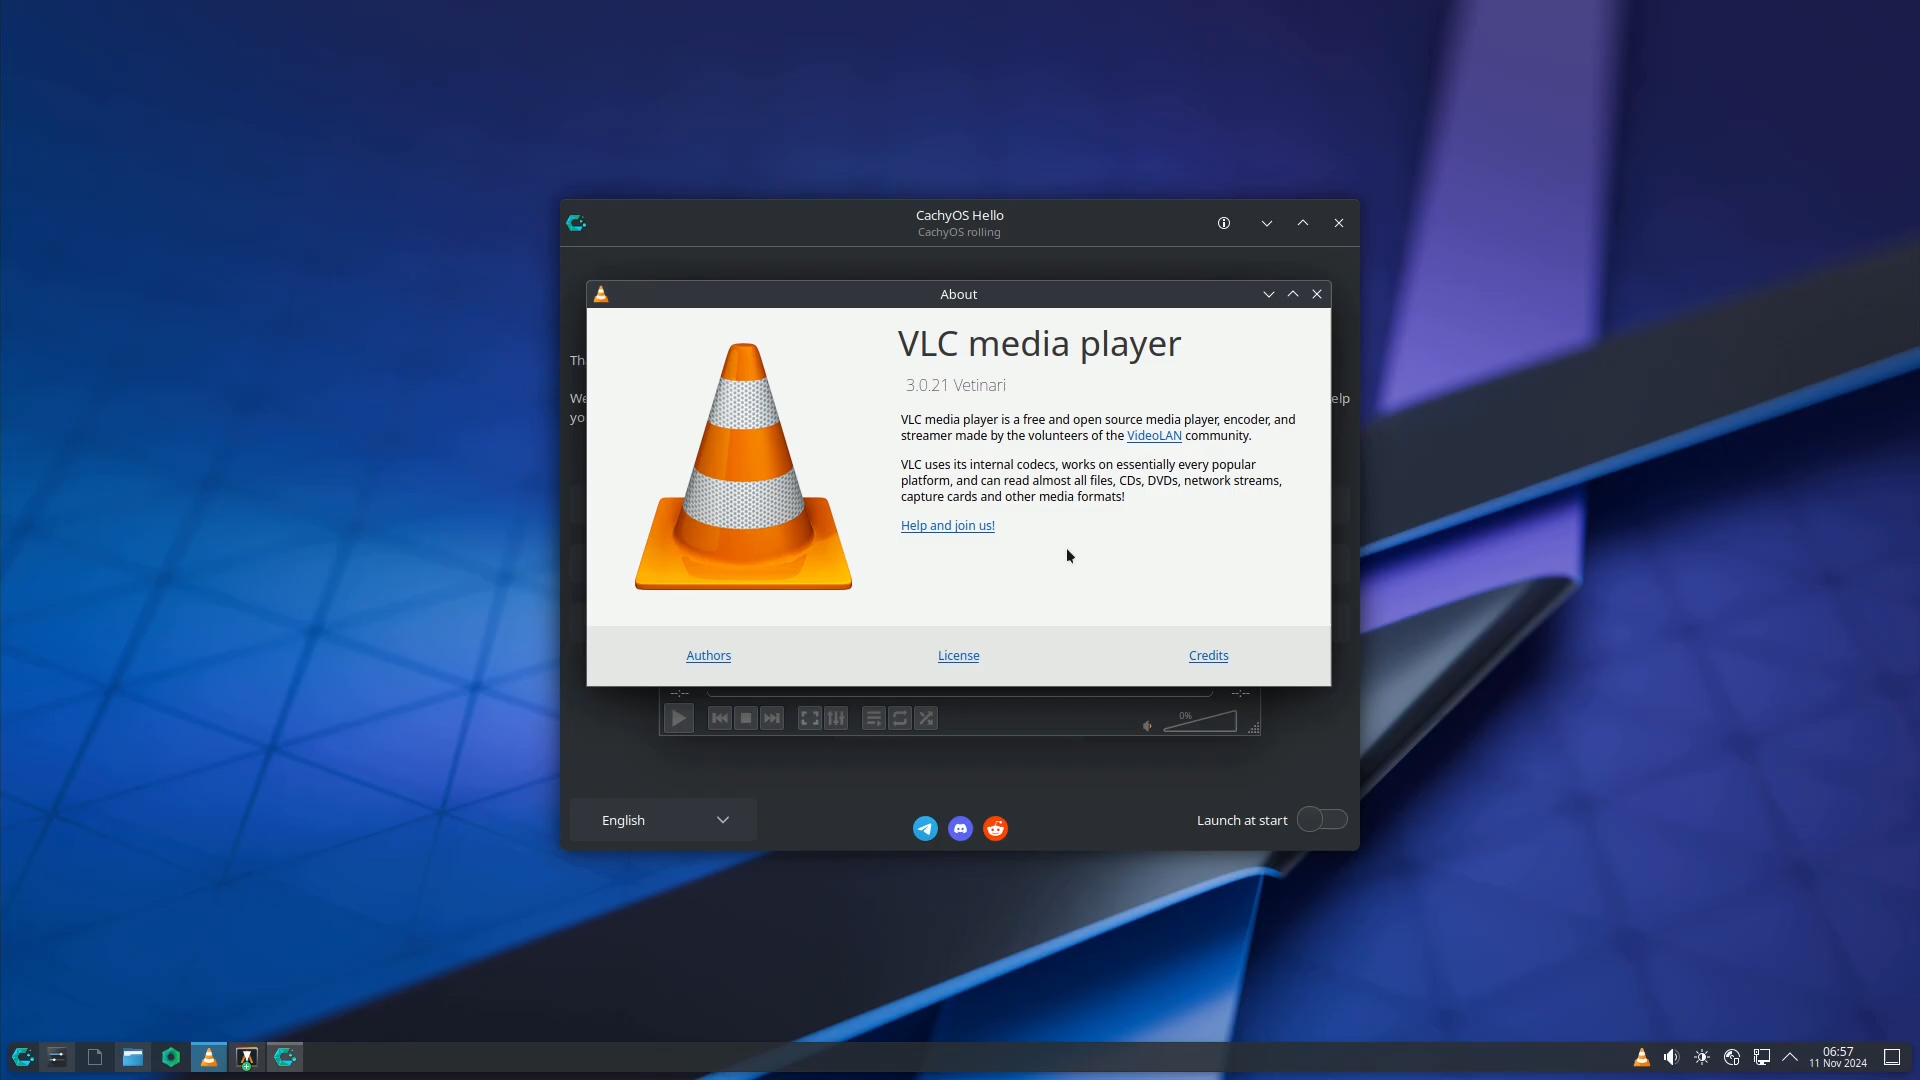 CachyOS Hello
CachyOS rolling
About
VLC media player
3.0.21 Vetinari
VLC media player is a free and open source media player, encoder, and
streamer made by the volunteers of the VideoLAN community.
VLC uses its internal codecs, works on essentially every popular
platform, and can read almost all files, CDs, DVDs, network streams,
capture cards and other media formats!
Help and join us!
Authors License Credits
Th
We elp
yo
--:-- --:--
0%
English
Launch at start
06:57
11 Nov 2024